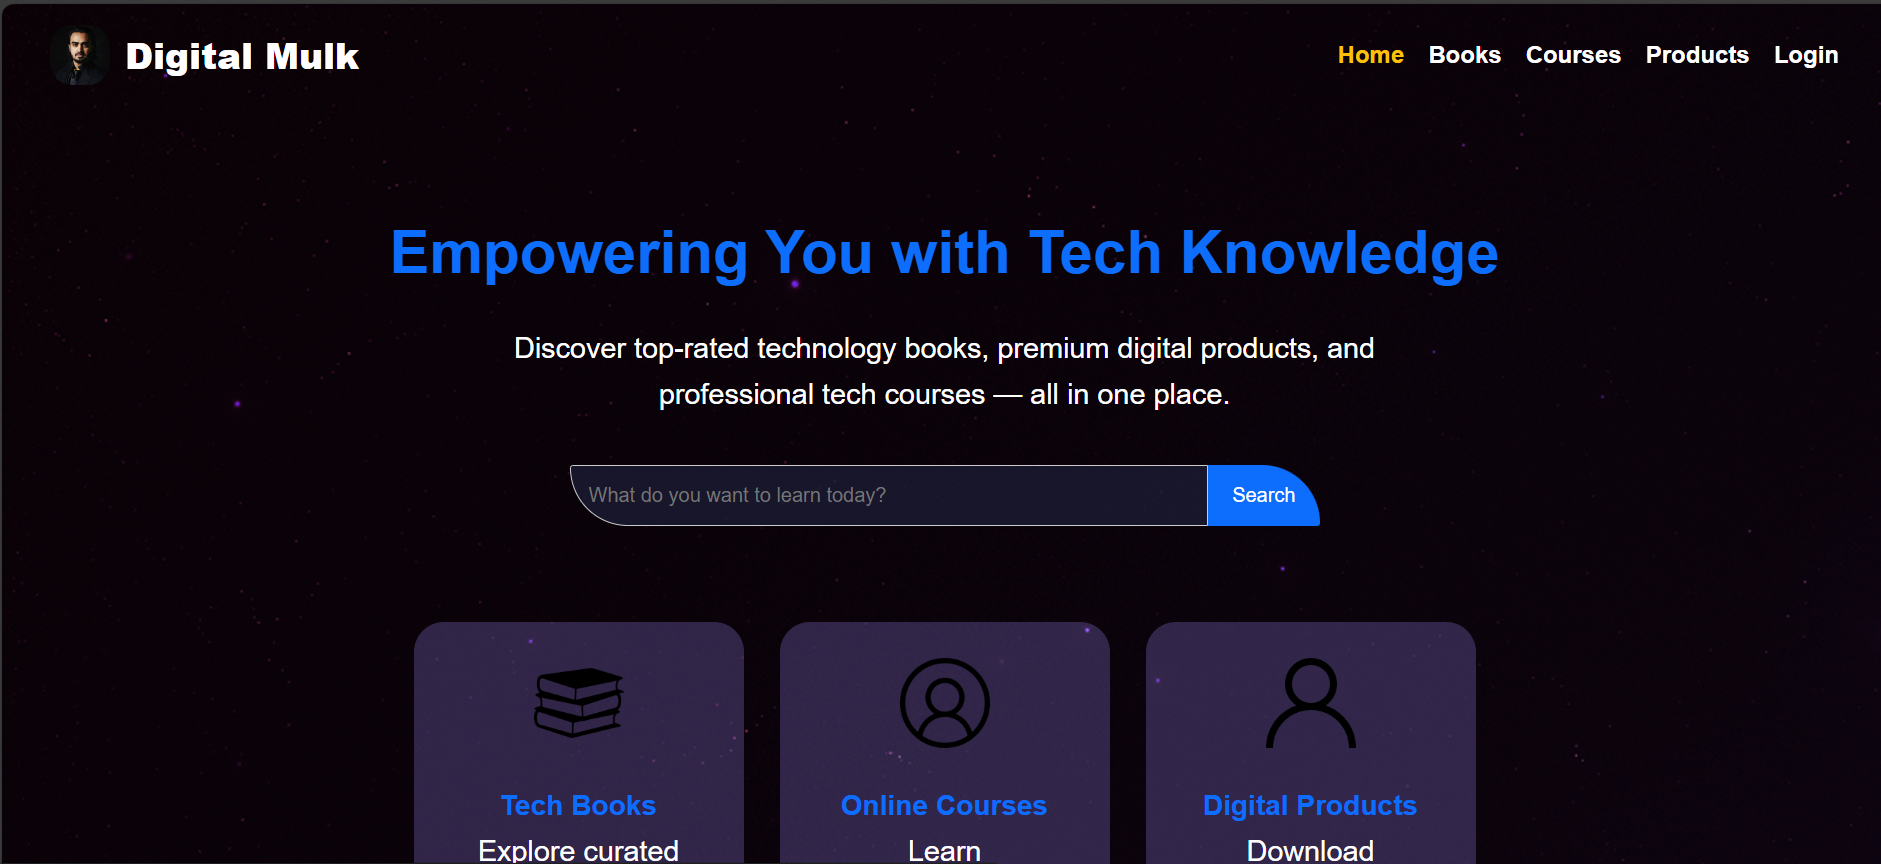 Digital Mulk
Home Books Courses Products Login
Empowering You with Tech Knowledge
Discover top-rated technology books, premium digital products, and
professional tech courses — all in one place.
What do you want to learn today? Search
Tech Books
Explore curated
Online Courses
Learn
Digital Products
Download